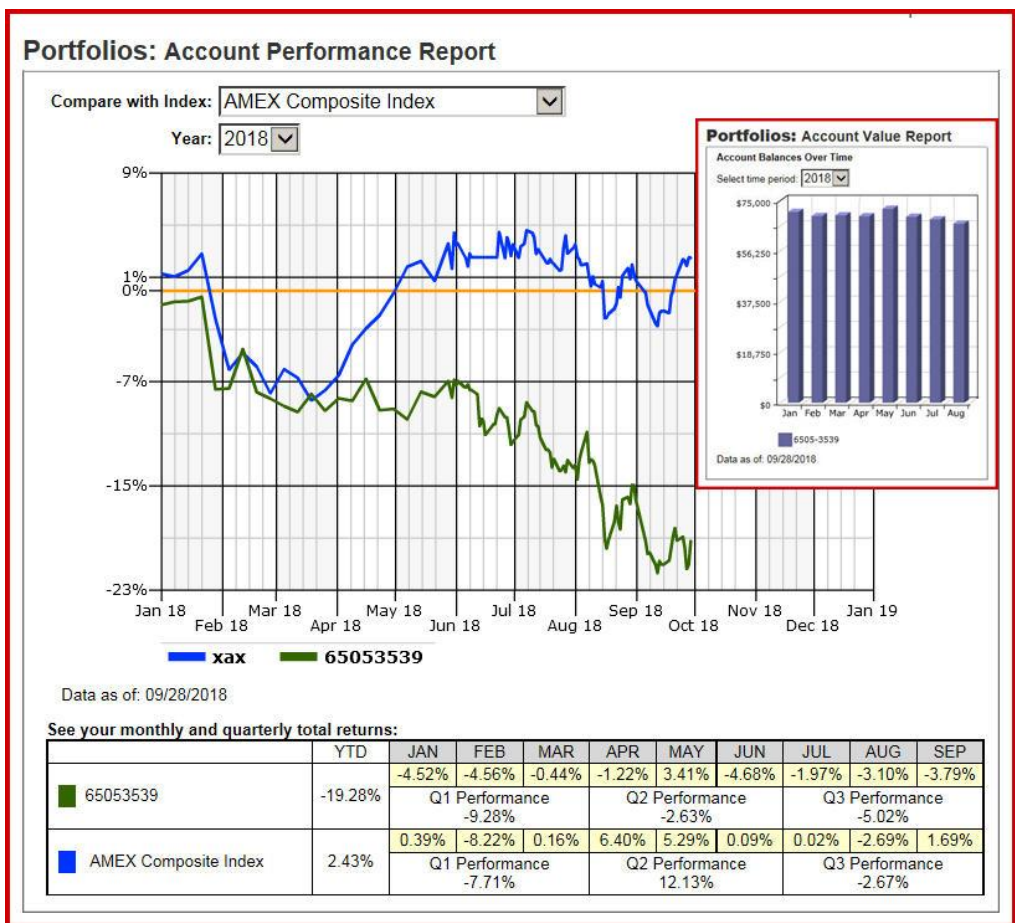 Portfolios: Account Performance Report
Compare with Index: AMEX Composite Index
Year: 2018
9%
1%
0%
-7%
-15%
-23%
Jan 18 Mar 18 May 18 Jul 18 Sep 18 Nov 18 Jan 19
Feb 18 Apr 18 Jun 18 Aug 18 Oct 18 Dec 18
xax 65053539
Portfolios: Account Value Report
Account Balances Over Time
Select time period: 2018
$75,000
$56,250
$37,500
$18,750
$0
Jan Feb Mar Apr May Jun Jul Aug
6505-3539
Data as of: 09/28/2018
Data as of: 09/28/2018
See your monthly and quarterly total returns:
YTD JAN FEB MAR APR MAY JUN JUL AUG SEP
65053539 -19.28% -4.52% -4.56% -0.44% -1.22% 3.41% -4.68% -1.97% -3.10% -3.79%
Q1 Performance Q2 Performance Q3 Performance
-9.28% -2.63% -5.02%
AMEX Composite Index 2.43% 0.39% -8.22% 0.16% 6.40% 5.29% 0.09% 0.02% -2.69% 1.69%
Q1 Performance Q2 Performance Q3 Performance
-7.71% 12.13% -2.67%